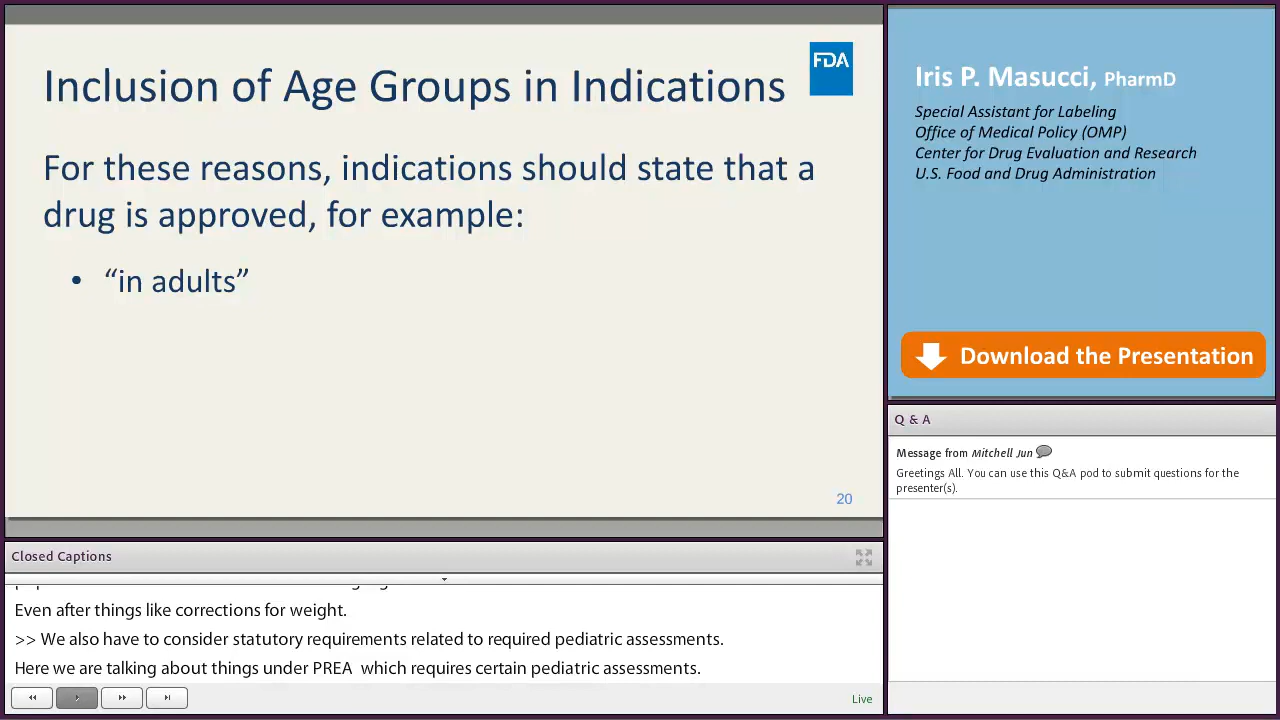 Inclusion of Age Groups in Indications
FDA
For these reasons, indications should state that a
drug is approved, for example:
• “in adults”
20
Iris P. Masucci, PharmD
Special Assistant for Labeling
Office of Medical Policy (OMP)
Center for Drug Evaluation and Research
U.S. Food and Drug Administration
Download the Presentation
Q & A
Message from Mitchell Jun
Greetings All. You can use this Q&A pod to submit questions for the
presenter(s).
Closed Captions
Even after things like corrections for weight.
>> We also have to consider statutory requirements related to required pediatric assessments.
Here we are talking about things under PREA  which requires certain pediatric assessments.
Live